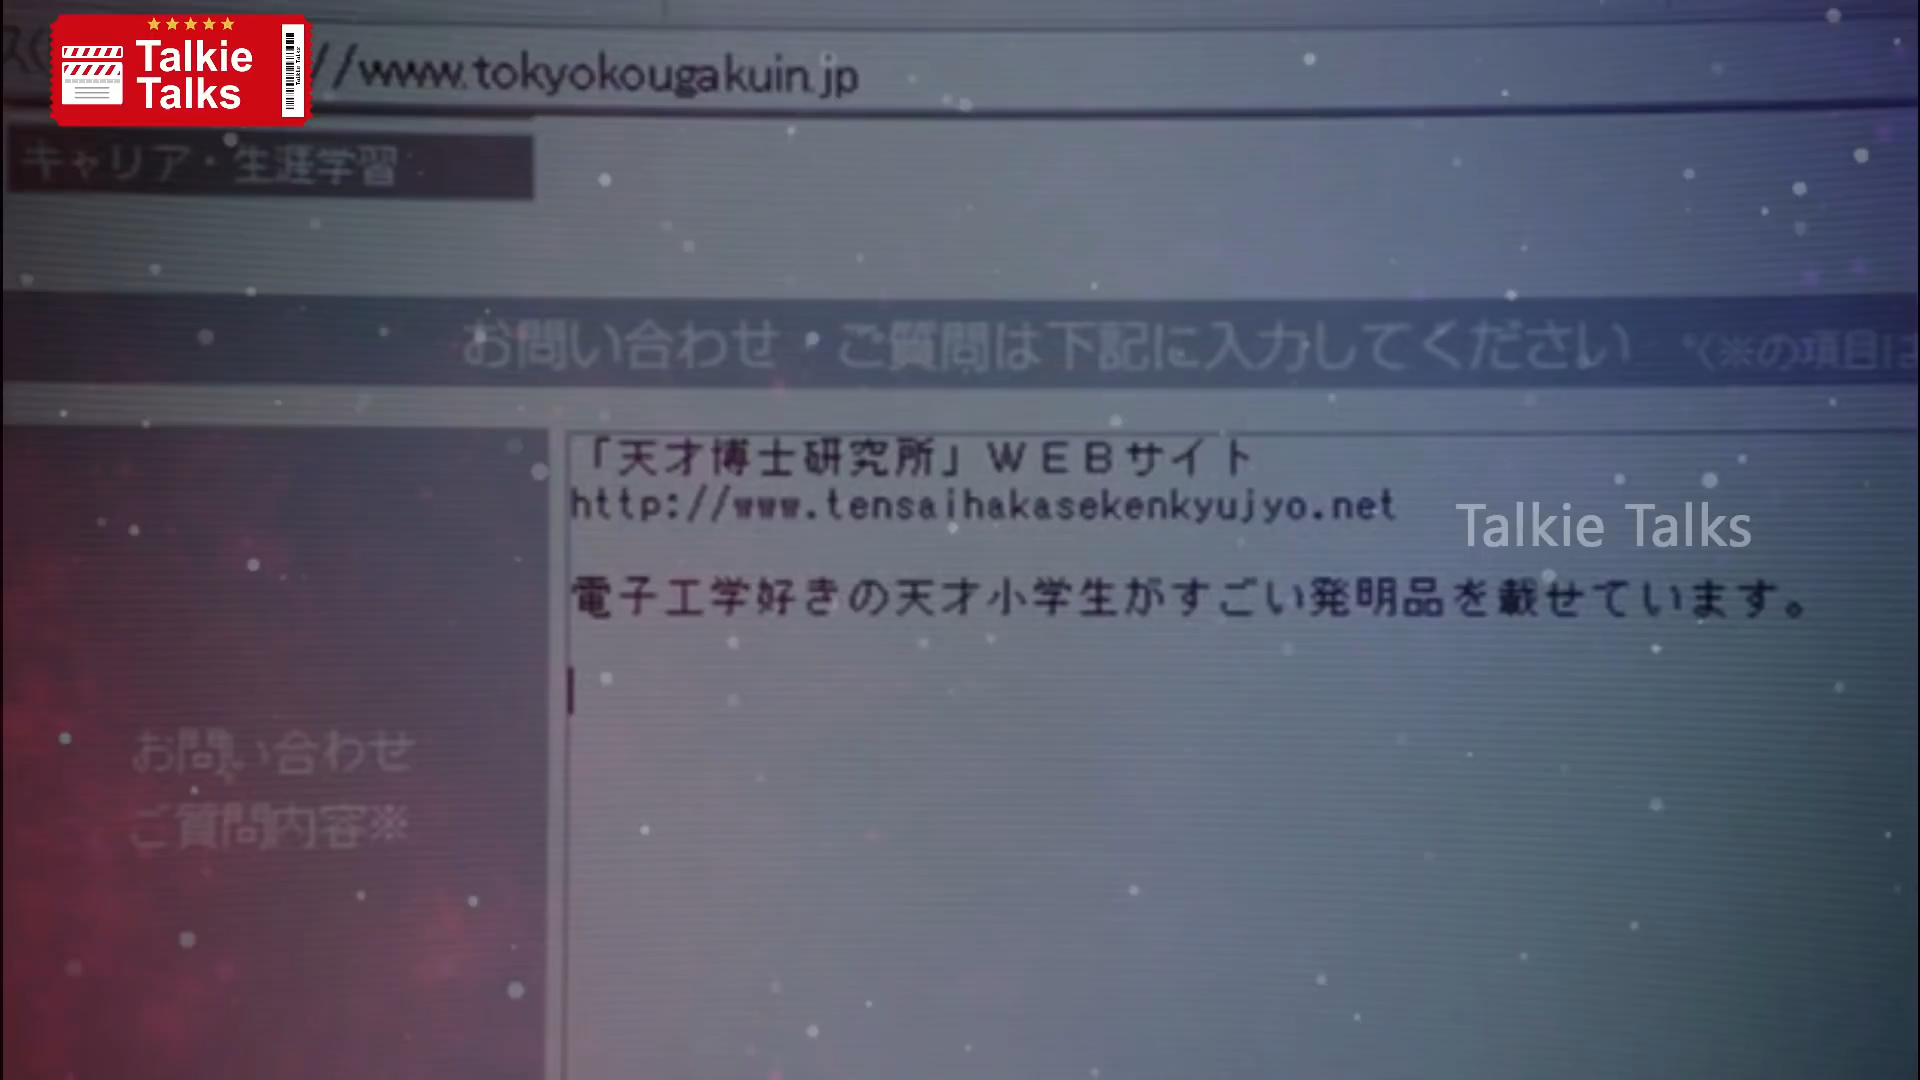 Talkie
Talks
//www.tokyokougakuin.jp
キャリア・生涯学習
お問い合わせ・ご質問は下記に入力してください (※の項目は
「天才博士研究所」ＷＥＢサイト
http://www.tensaihakasekenkyujyo.net
Talkie Talks
電子工学好きの天才小学生がすごい発明品を載せています。
お問い合わせ
ご質問内容※